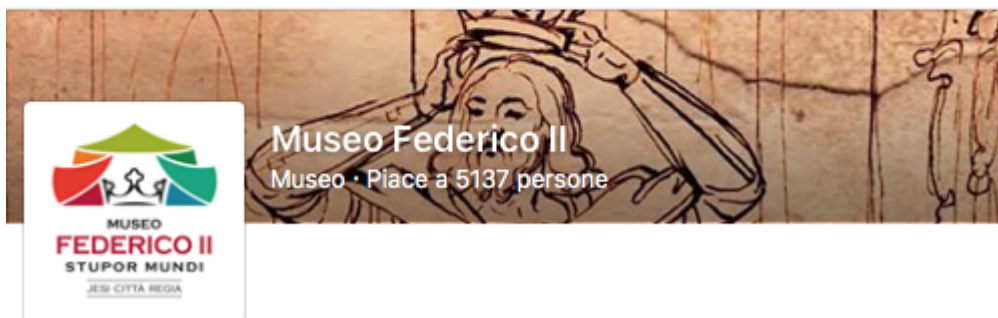 Museo Federico II
Museo · Piace a 5137 persone
MUSEO
FEDERICO II
STUPOR MUNDI
JESI CITTÀ REGIA